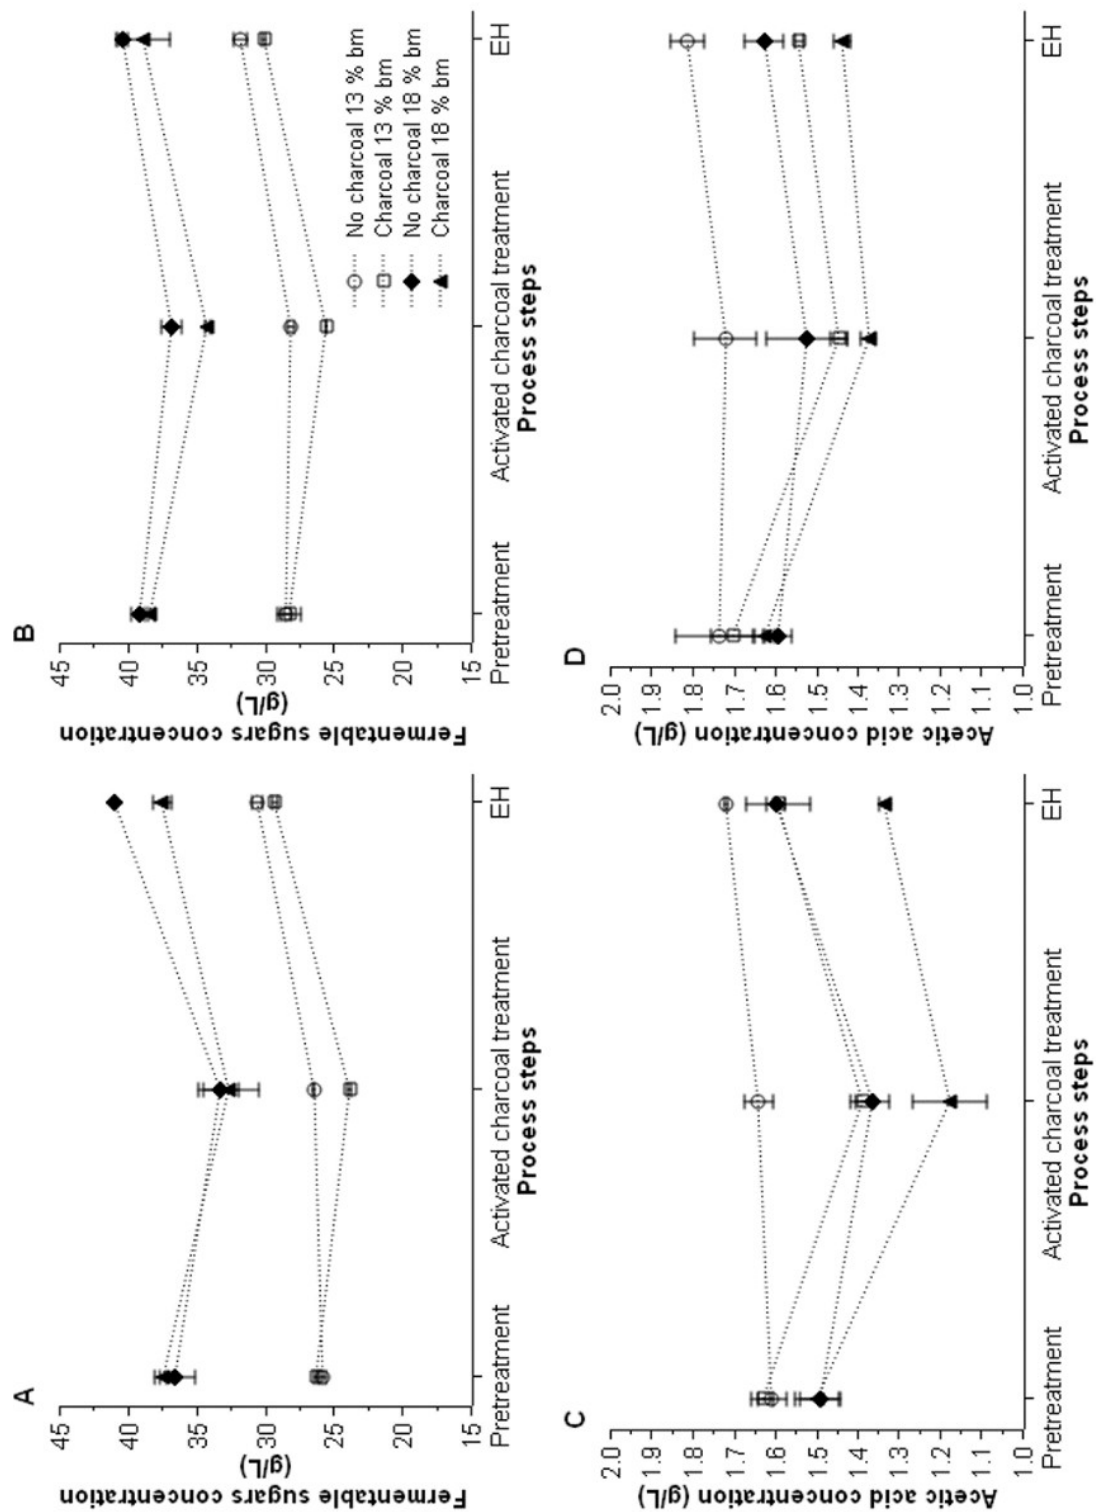 A
Fermentable sugars concentration
(g/L)
45
40
35
30
25
20
15
Pretreatment
Activated charcoal treatment
EH
Process steps
B
Fermentable sugars concentration
(g/L)
45
40
35
30
25
20
15
No charcoal 13 % bm
Charcoal 13 % bm
No charcoal 18 % bm
Charcoal 18 % bm
Pretreatment
Activated charcoal treatment
EH
Process steps
C
Acetic acid concentration (g/L)
2.0
1.9
1.8
1.7
1.6
1.5
1.4
1.3
1.2
1.1
1.0
Pretreatment
Activated charcoal treatment
EH
Process steps
D
Acetic acid concentration (g/L)
2.0
1.9
1.8
1.7
1.6
1.5
1.4
1.3
1.2
1.1
1.0
Pretreatment
Activated charcoal treatment
EH
Process steps